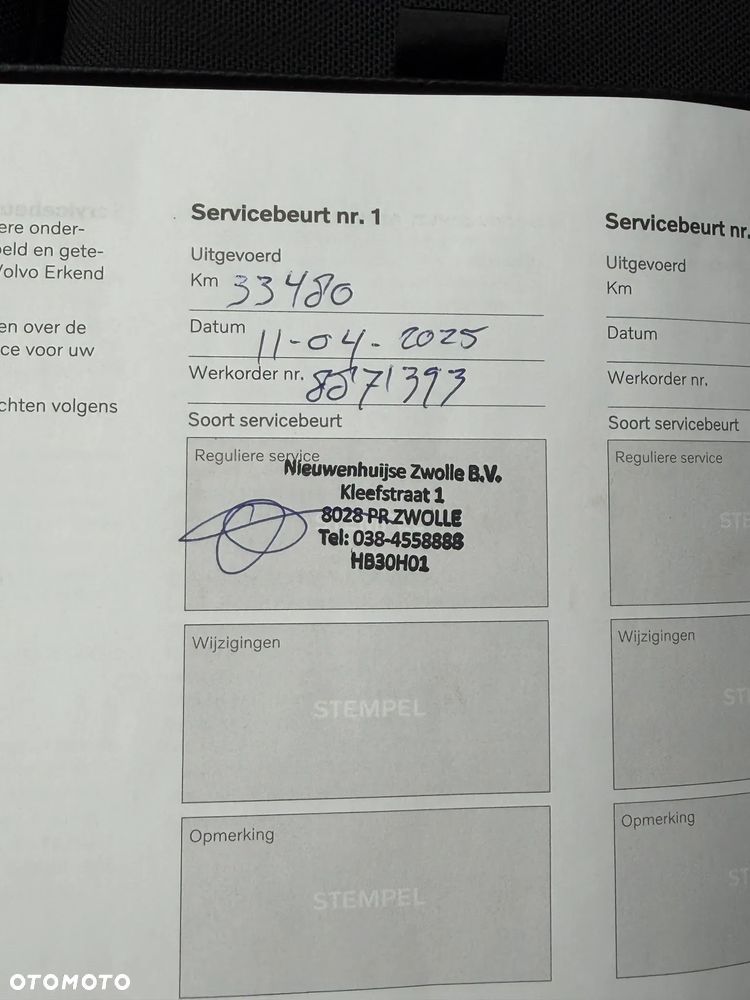 ere onder-
eld en gete-
Volvo Erkend
en over de
ce voor uw
chten volgens
Servicebeurt nr. 1
Uitgevoerd
Km 33480
Datum 11-04-2025
Werkorder nr. 8871393
Soort servicebeurt
Reguliere service
Nieuwenhuijse Zwolle B.V.
Kleefstraat 1
8028 PR ZWOLLE
Tel: 038-4558888
HB30H01
Wijzigingen
STEMPEL
Opmerking
STEMPEL
Servicebeurt nr.
Uitgevoerd
Km
Datum
Werkorder nr.
Soort servicebeurt
Reguliere service
ST
Wijzigingen
ST
Opmerking
ST
OTOMOTO